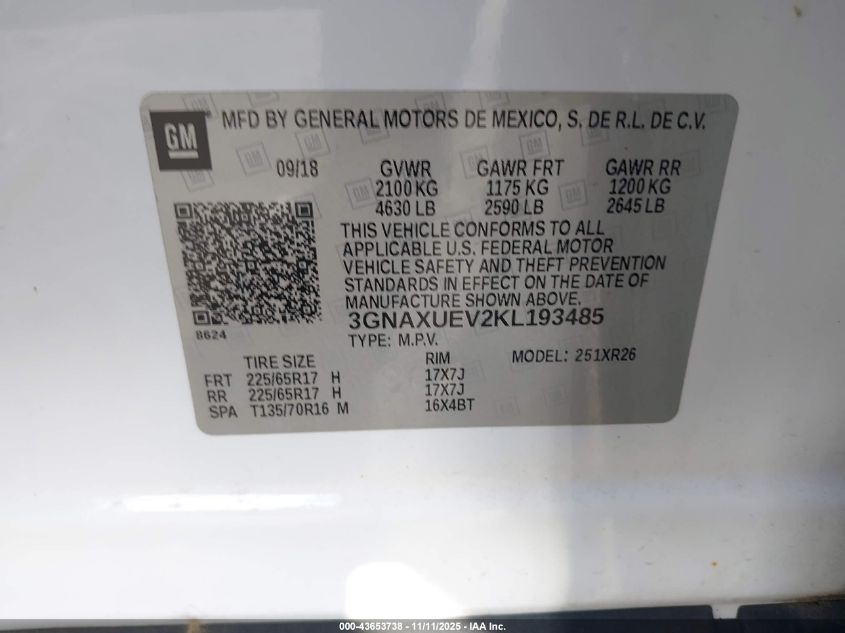 GM
MFD BY GENERAL MOTORS DE MEXICO, S. DE R.L. DE C.V.
09/18 GVWR GAWR FRT GAWR RR
2100 KG 1175 KG 1200 KG
4630 LB 2590 LB 2645 LB
THIS VEHICLE CONFORMS TO ALL
APPLICABLE U.S. FEDERAL MOTOR
VEHICLE SAFETY AND THEFT PREVENTION
STANDARDS IN EFFECT ON THE DATE OF
MANUFACTURE SHOWN ABOVE.
3GNAXUEV2KL193485
8624
TYPE: M.P.V.
TIRE SIZE RIM MODEL: 251XR26
FRT 225/65R17 H 17X7J
RR 225/65R17 H 17X7J
SPA T135/70R16 M 16X4BT
000-43653738 - 11/11/2025 - IAA Inc.